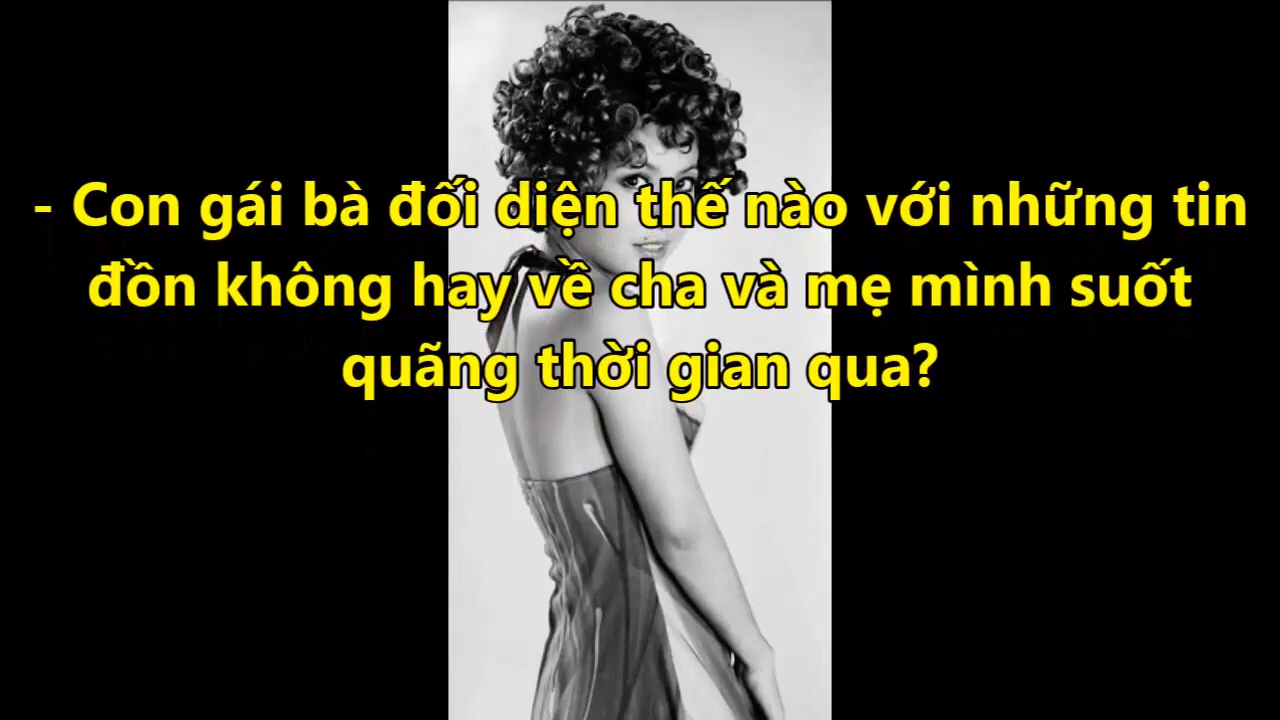 - Con gái bà đối diện thế nào với những tin
đồn không hay về cha và mẹ mình suốt
quãng thời gian qua?